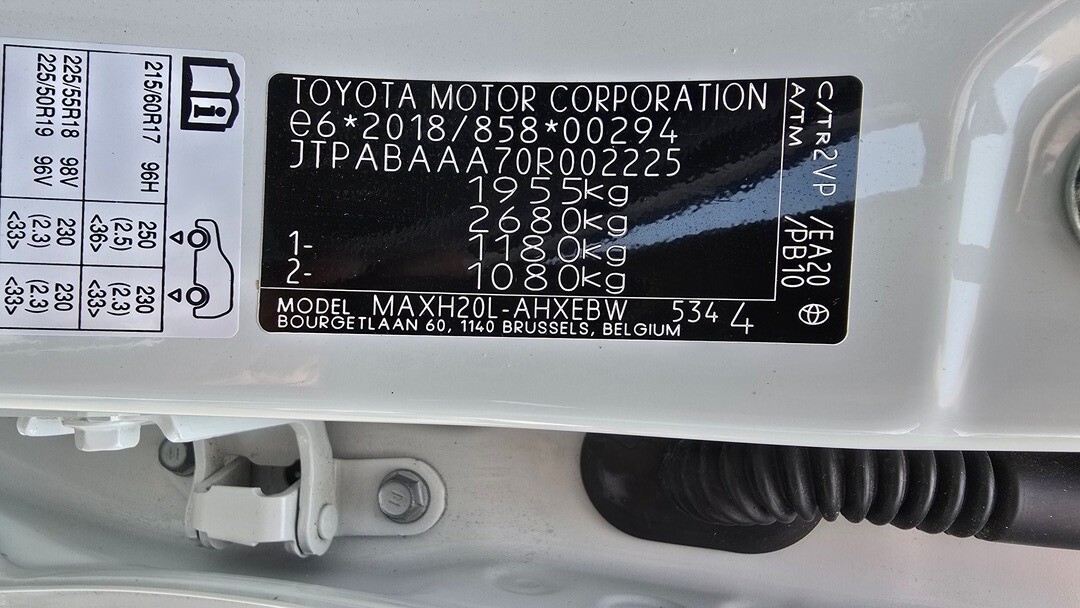 TOYOTA MOTOR CORPORATION
e6*2018/858*00294
JTPABAAAA70R002225
1955kg
2680kg
1- 1180kg
2- 1080kg
MODEL MAXH20L-AHXEBW 534 4
BOURGETLAAN 60, 1140 BRUSSELS, BELGIUM
C/TR 2VP /EA20
A/TM /PB10
215/60R17 96H 250 (2.5) <36> 230 (2.3) <33>
225/55R18 98V
225/50R19 96V 230 (2.3) <33> 230 (2.3) <33>
i